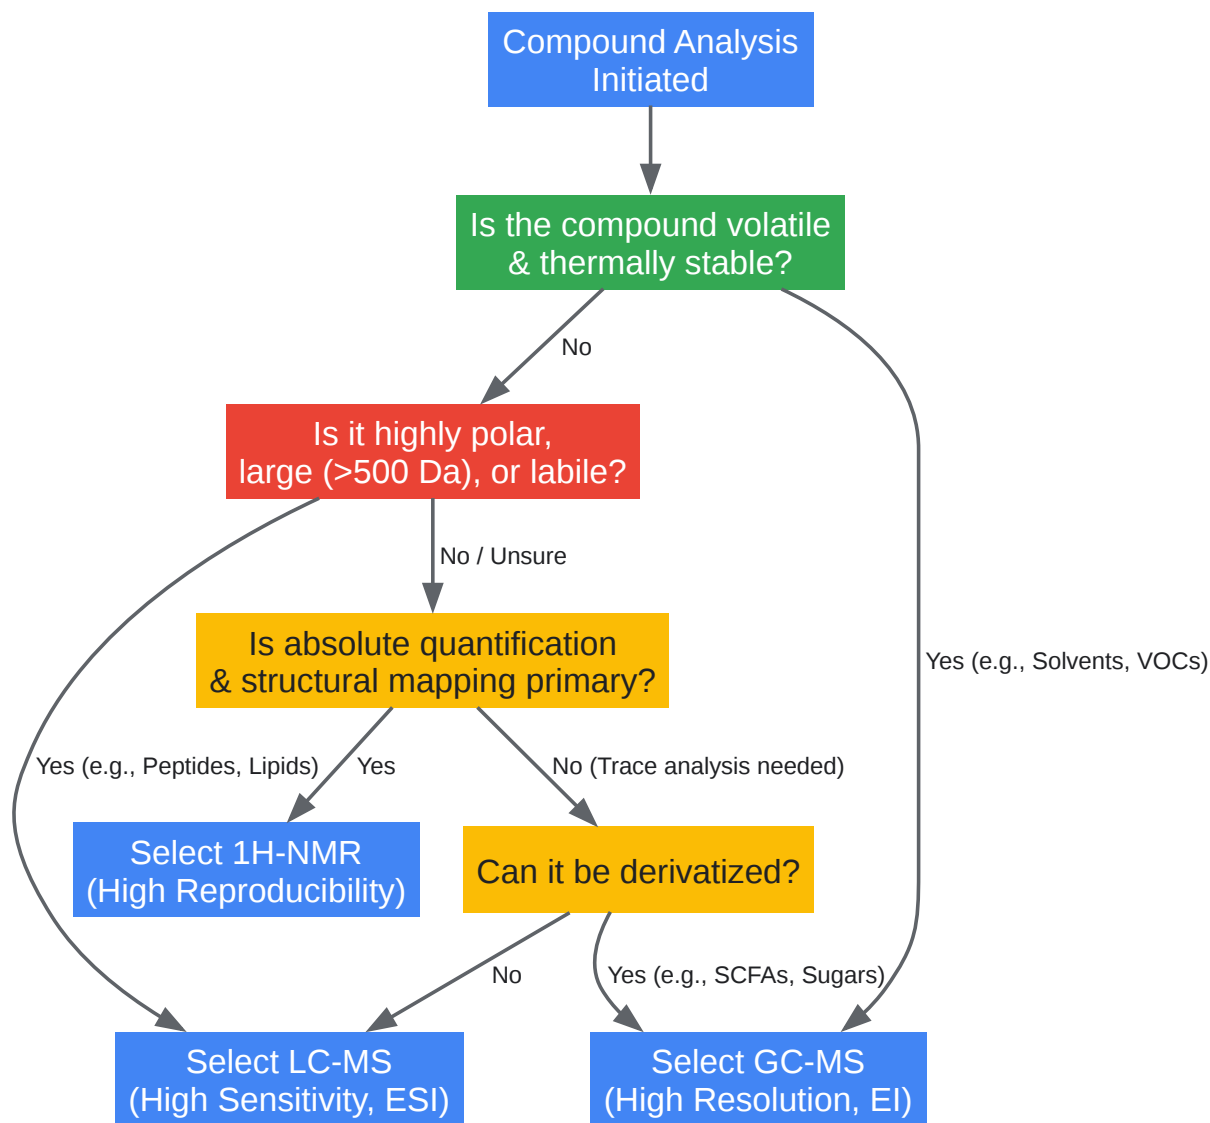 Compound Analysis
Initiated
Is the compound volatile
& thermally stable?
No
Is it highly polar,
large (>500 Da), or labile?
No / Unsure
Is absolute quantification
& structural mapping primary?
Yes (e.g., Solvents, VOCs)
Yes (e.g., Peptides, Lipids)
Yes
No (Trace analysis needed)
Select 1H-NMR
(High Reproducibility)
Can it be derivatized?
No
Yes (e.g., SCFAs, Sugars)
Select LC-MS
(High Sensitivity, ESI)
Select GC-MS
(High Resolution, EI)